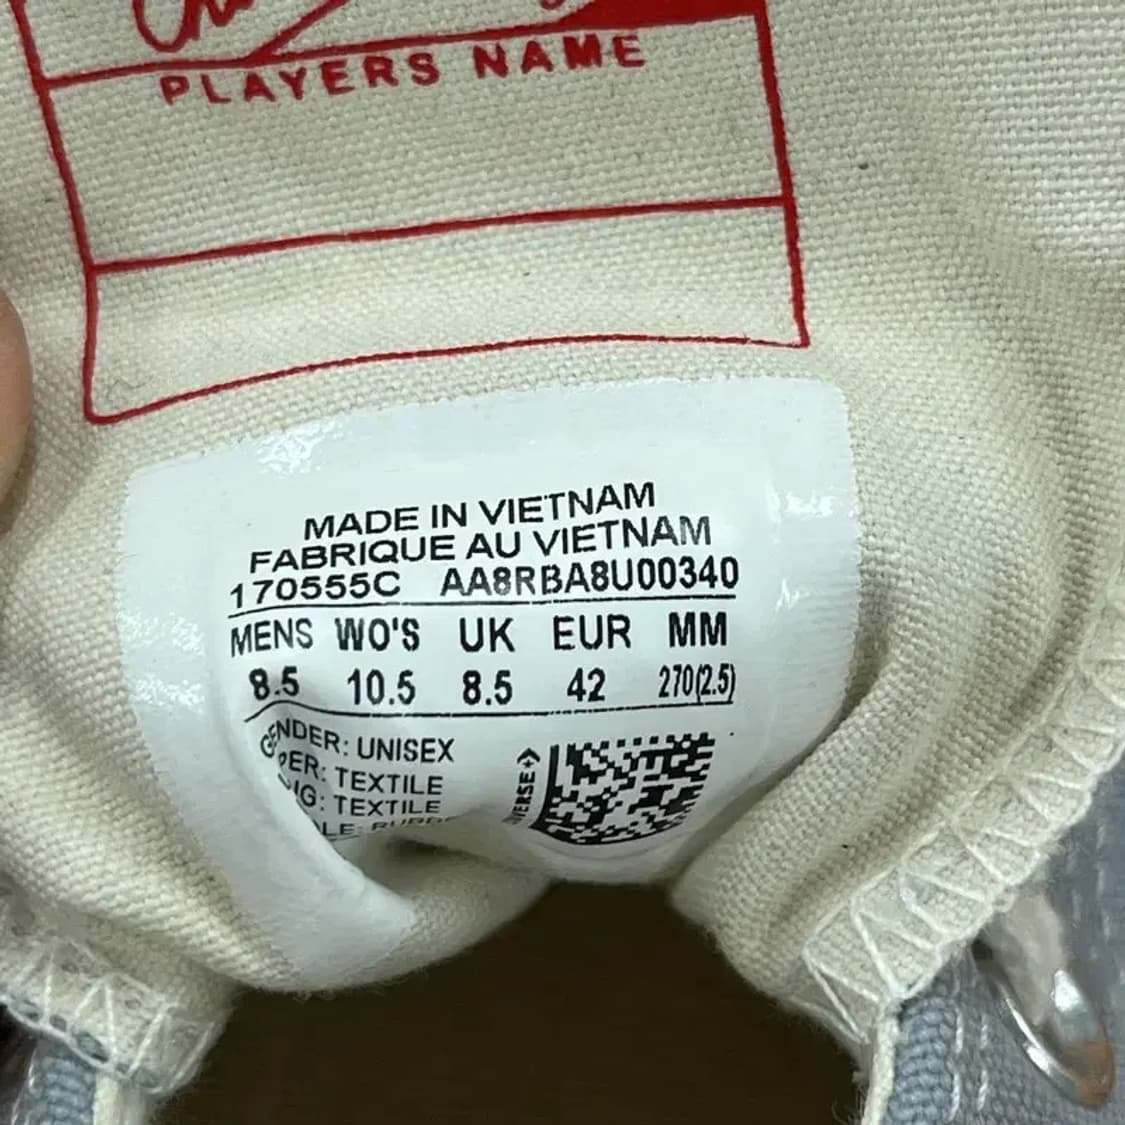 PLAYERS NAME
MADE IN VIETNAM
FABRIQUE AU VIETNAM
170555C AA8RBA8U00340
MENS WO'S UK EUR MM
8.5 10.5 8.5 42 270(2.5)
GENDER: UNISEX
TEXTILE
TEXTILE